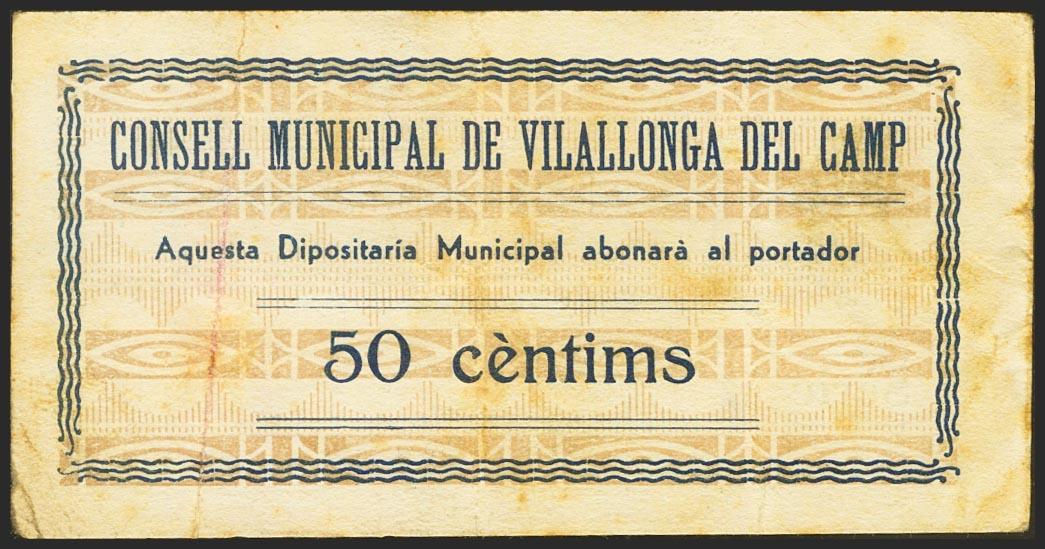 CONSELL MUNICIPAL DE VILALLONGA DEL CAMP
Aquesta Dipositaría Municipal abonarà al portador
50 cèntims